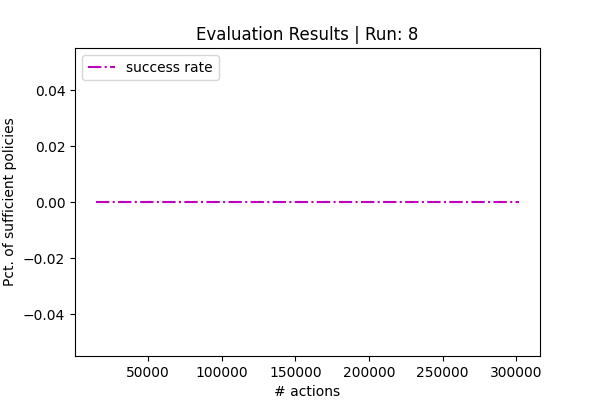 Evaluation Results | Run: 8
success rate
Pct. of sufficient policies
0.04
0.02
0.00
−0.02
−0.04
50000 100000 150000 200000 250000 300000
# actions